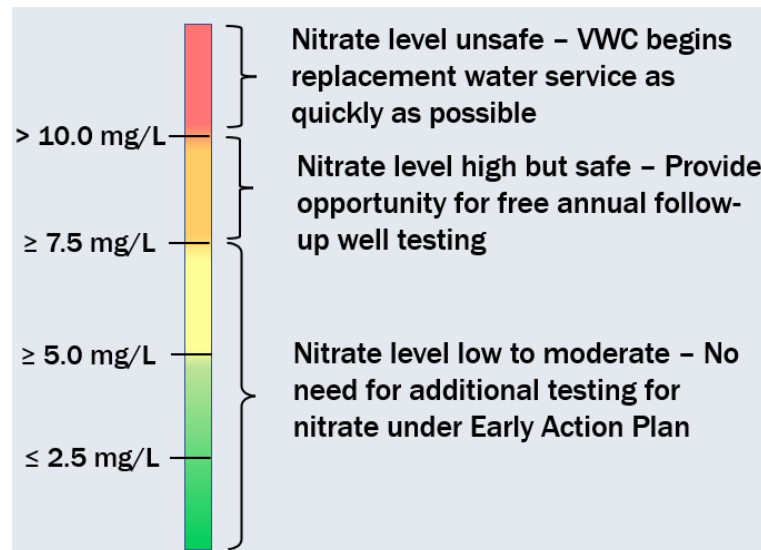 Nitrate level unsafe – VWC begins
replacement water service as
quickly as possible
> 10.0 mg/L
Nitrate level high but safe – Provide
opportunity for free annual follow-
up well testing
≥ 7.5 mg/L
≥ 5.0 mg/L
Nitrate level low to moderate – No
need for additional testing for
nitrate under Early Action Plan
≤ 2.5 mg/L